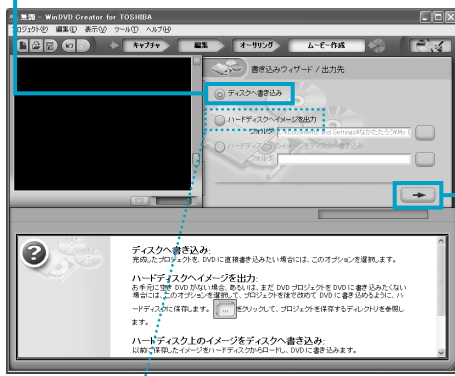 無題 - WinDVD Creator for TOSHIBA
プロジェクト(P) 編集(E) 表示(V) ツール(T) ヘルプ(H)
キャプチャ 編集 オーサリング ムービー作成
書き込みウィザード / 出力先
ディスクへ書き込み
ハードディスクへイメージを出力
フォルダ
ハードディスク上のイメージをディスクへ書き込み
フォルダ
ディスクへ書き込み:
完成したプロジェクトを、DVD に直接書き込みたい場合には、このオプションを選択します。
ハードディスクへイメージを出力:
お手元に空き DVD がない場合、あるいは、まだ DVD プロジェクトを DVD に書き込みたくない
場合には、このオプションを選択して、プロジェクトを後で改めて DVD に書き込めるように、ハ
ードディスクに保存します。 ... をクリックして、プロジェクトを保存するディレクトリを参照し
ます。
ハードディスク上のイメージをディスクへ書き込み:
以前に保存したイメージをハードディスクからロードし、DVD に書き込みます。